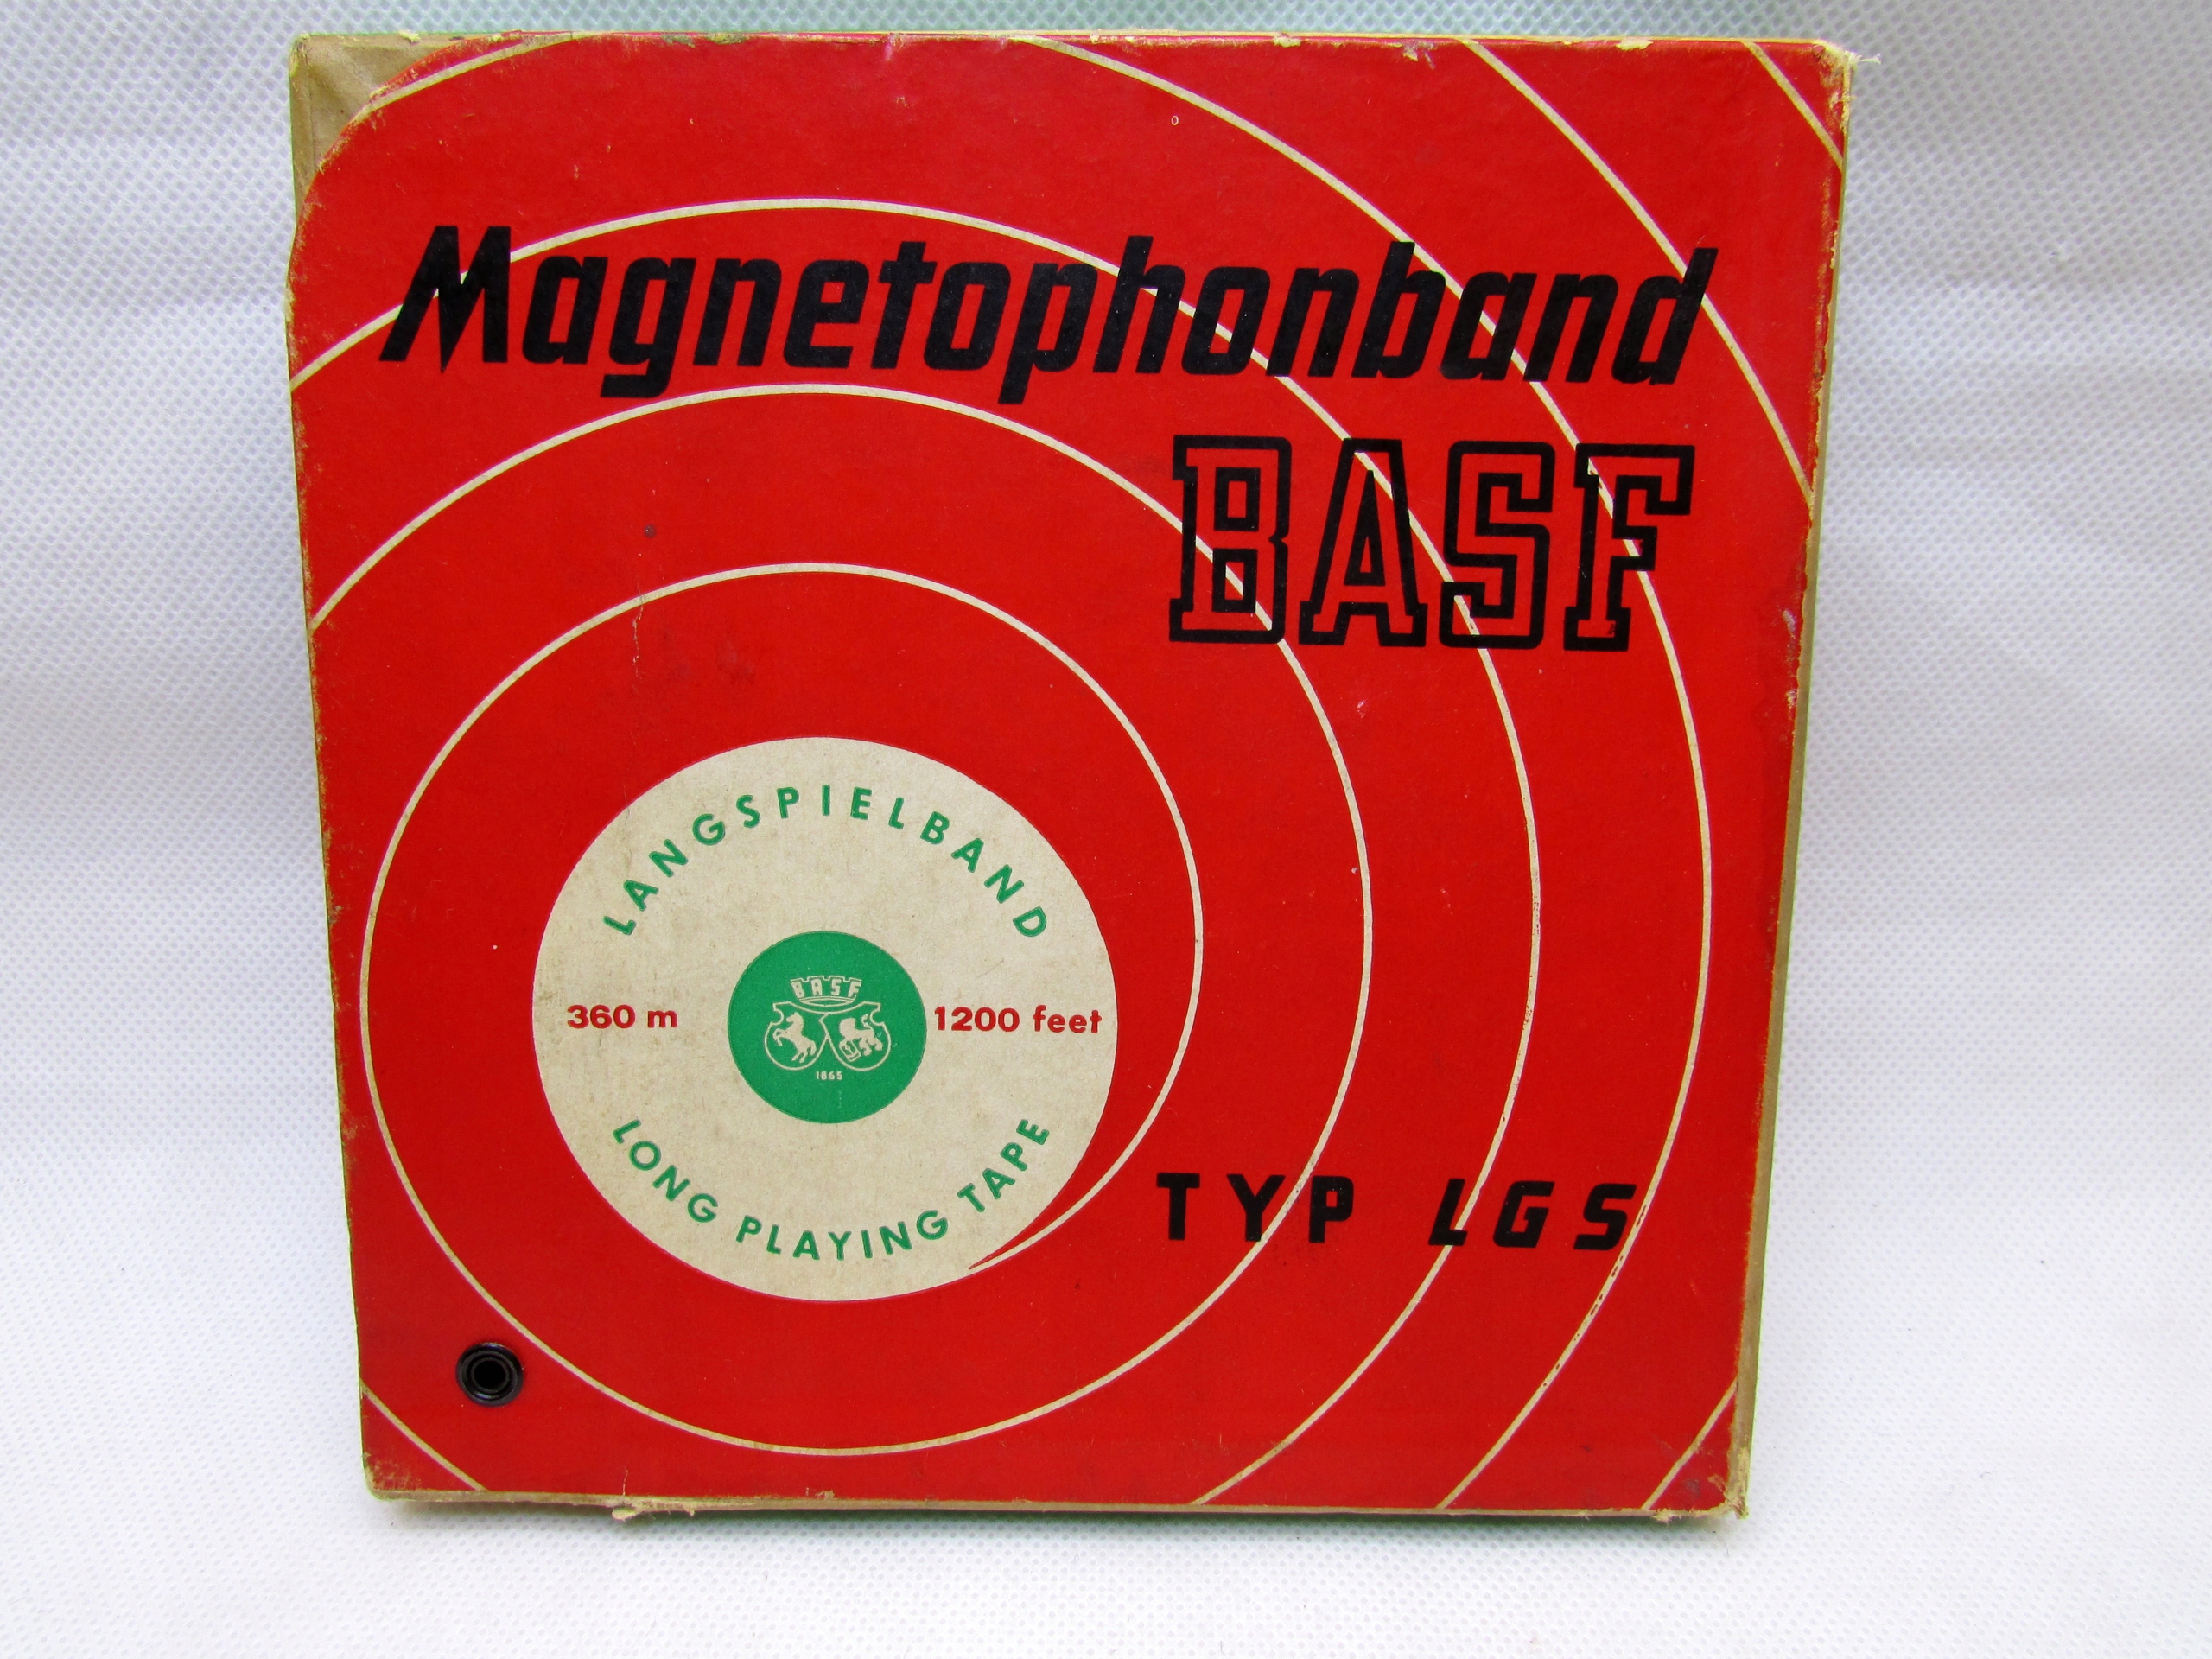 Magnetophonband
BASF
LANGSPIELBAND
BASF
360 m
1200 feet
1865
LONG PLAYING TAPE
TYP LGS